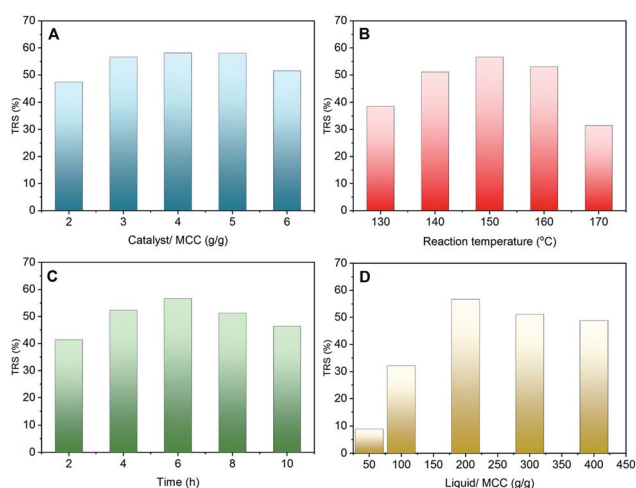 A
70
60
50
40
30
20
10
0
TRS (%)
2 3 4 5 6
Catalyst/ MCC (g/g)
B
70
60
50
40
30
20
10
0
TRS (%)
130 140 150 160 170
Reaction temperature (°C)
C
70
60
50
40
30
20
10
0
TRS (%)
2 4 6 8 10
Time (h)
D
70
60
50
40
30
20
10
0
TRS (%)
50 100 150 200 250 300 350 400 450
Liquid/ MCC (g/g)